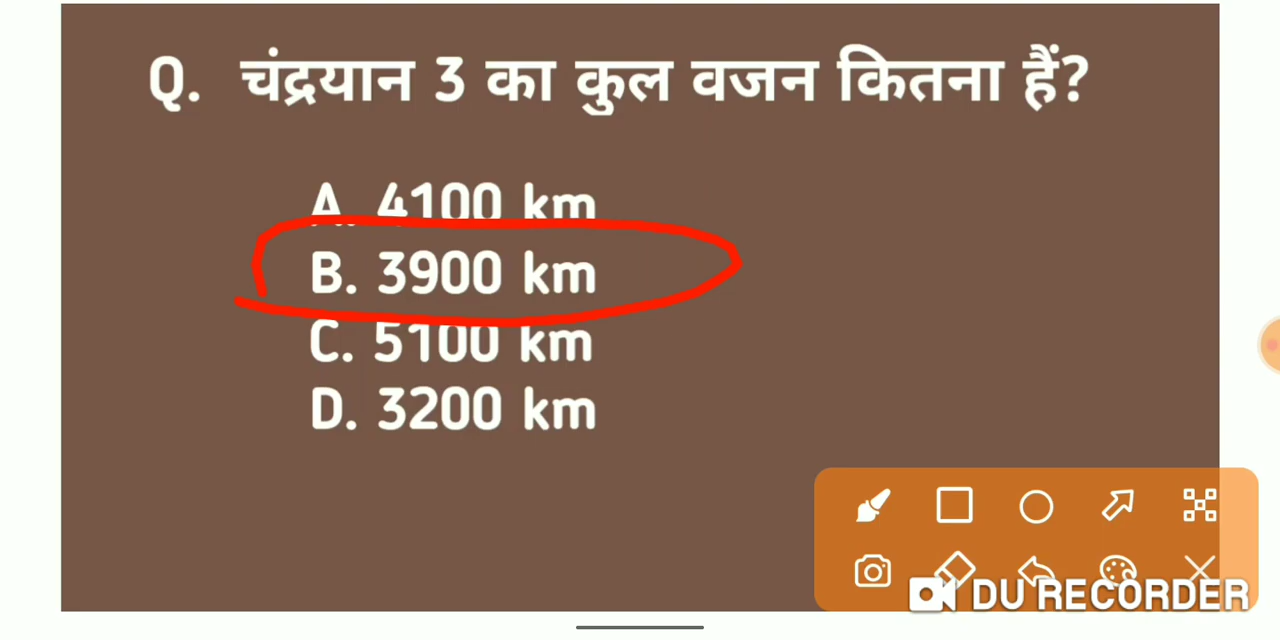 Q. चंद्रयान 3 का कुल वजन कितना हैं?
A. 4100 km
B. 3900 km
C. 5100 km
D. 3200 km
DU RECORDER